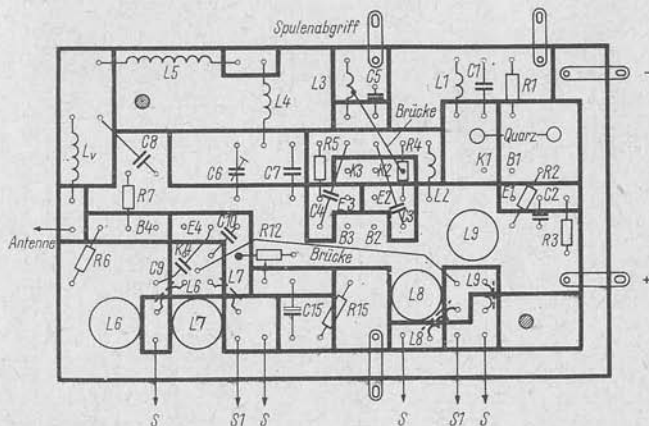 Spulenabgriff
L5
L3
C5
L1
C1
R1
−
L4
Brücke
C8
R5
R4
Quarz
Lv
C6
C7
K3
K2
K1
B1
R7
L2
R2
C4
E3
E2
C3
E1
C2
Antenne
B4
E4
C10
R12
B3
B2
L9
R3
R6
K4
Brücke
C9
L6
L7
L8
L9
+
L6
L7
C15
R15
L8
S
S1
S
S
S1
S